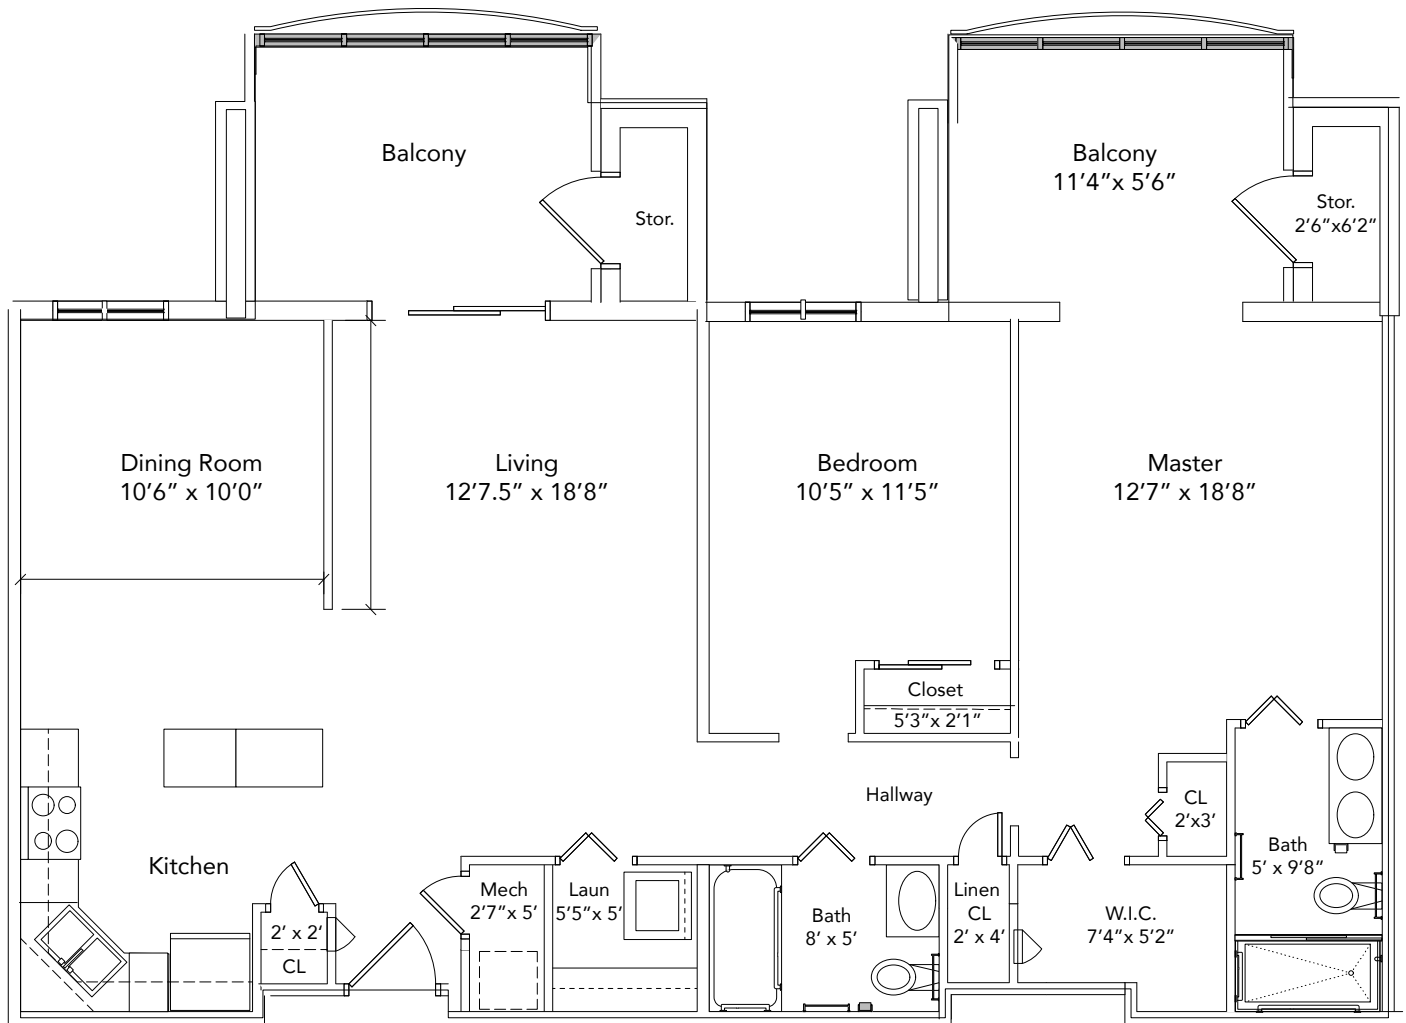 Balcony
Balcony
11'4"x 5'6"
Stor.
Stor.
2'6"x6'2"
Dining Room
10'6" x 10'0"
Living
12'7.5" x 18'8"
Bedroom
10'5" x 11'5"
Master
12'7" x 18'8"
Closet
5'3"x 2'1"
Hallway
CL
2'x3'
Kitchen
Bath
5' x 9'8"
Mech
2'7"x 5'
Laun
5'5"x 5'
Bath
8' x 5'
Linen
CL
2' x 4'
W.I.C.
7'4"x 5'2"
2' x 2'
CL